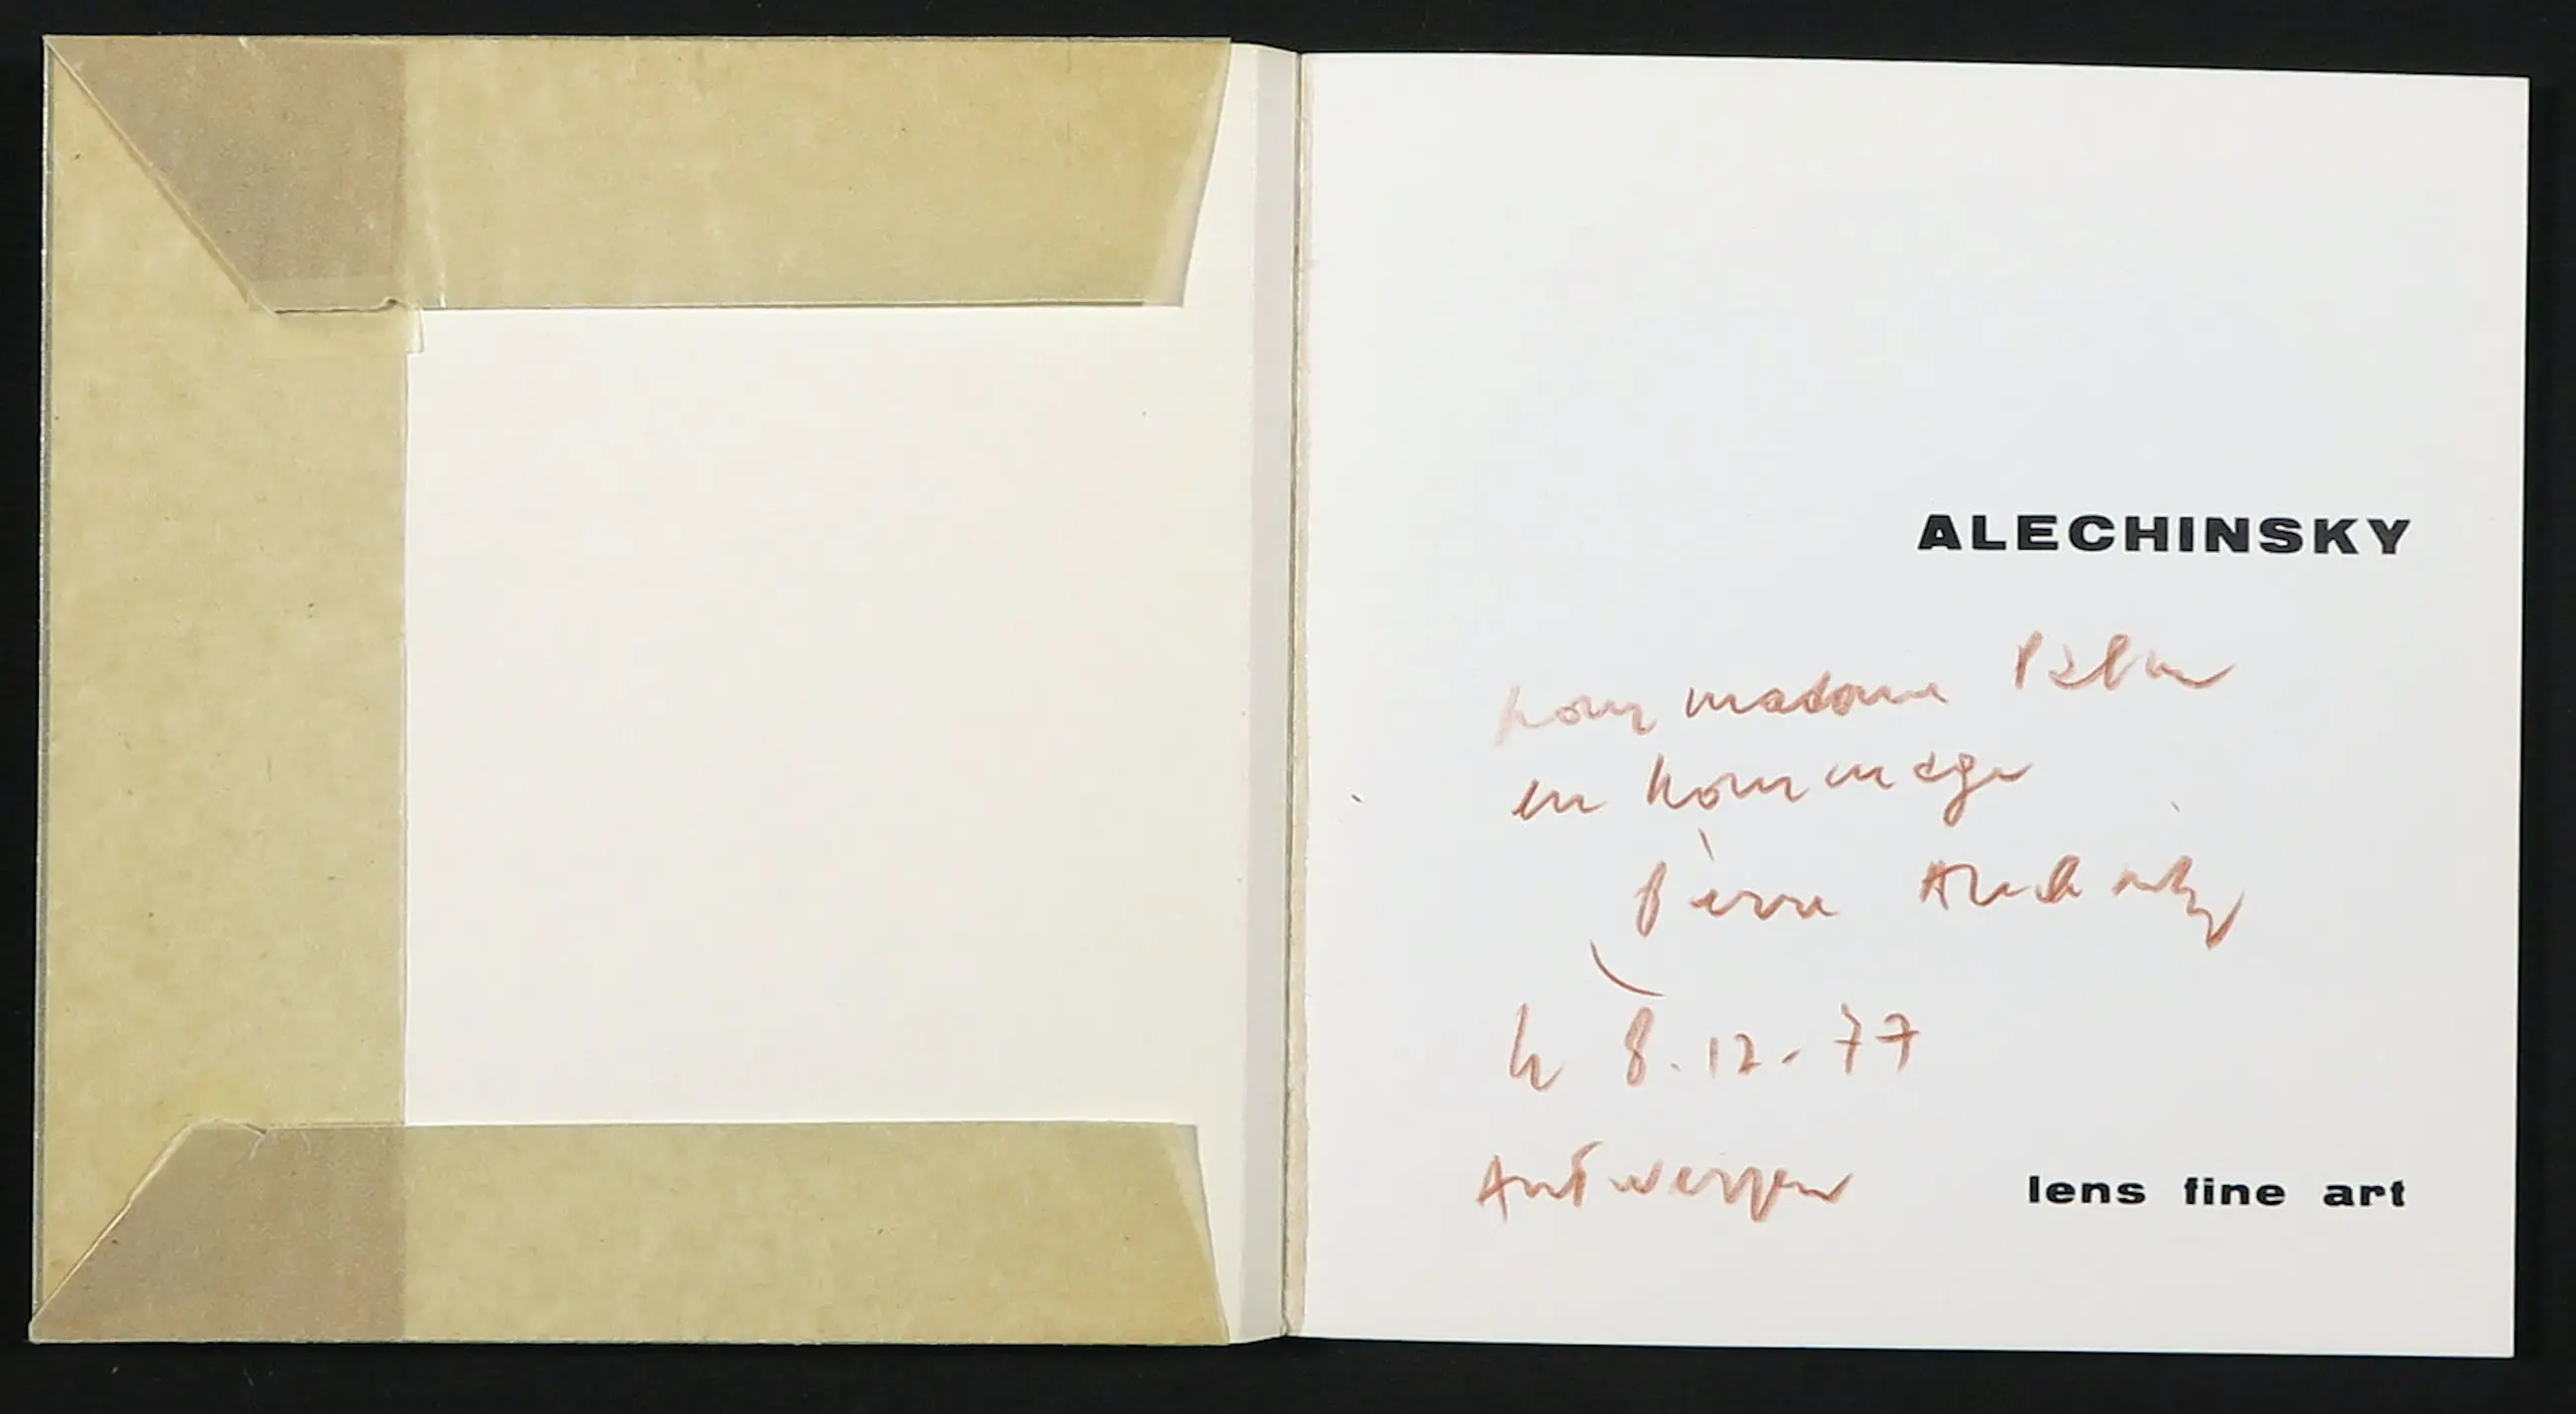 ALECHINSKY
pour madame
en hommage
Pierre Alechinsky
le 8.12.77
Antwerpen
lens fine art